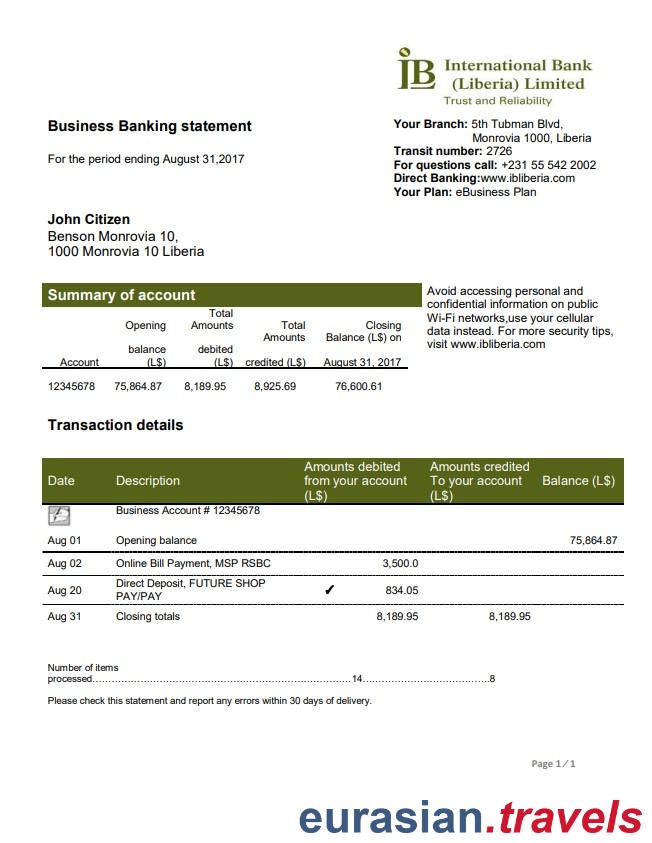 iB International Bank
(Liberia) Limited
Trust and Reliability
Business Banking statement
For the period ending August 31,2017
Your Branch: 5th Tubman Blvd,
Monrovia 1000, Liberia
Transit number: 2726
For questions call: +231 55 542 2002
Direct Banking:www.ibliberia.com
Your Plan: eBusiness Plan
John Citizen
Benson Monrovia 10,
1000 Monrovia 10 Liberia
Summary of account
Account Opening balance (L$) Total Amounts debited (L$) Total Amounts credited (L$) Closing Balance (L$) on August 31, 2017
12345678 75,864.87 8,189.95 8,925.69 76,600.61
Avoid accessing personal and
confidential information on public
Wi-Fi networks,use your cellular
data instead. For more security tips,
visit www.ibliberia.com
Transaction details
Date Description Amounts debited from your account (L$) Amounts credited To your account (L$) Balance (L$)
Business Account # 12345678
Aug 01 Opening balance 75,864.87
Aug 02 Online Bill Payment, MSP RSBC 3,500.0
Aug 20 Direct Deposit, FUTURE SHOP PAY/PAY ✓ 834.05
Aug 31 Closing totals 8,189.95 8,189.95
Number of items
processed.....................................................................................14..........................................8
Please check this statement and report any errors within 30 days of delivery.
Page 1 / 1
eurasian.travels